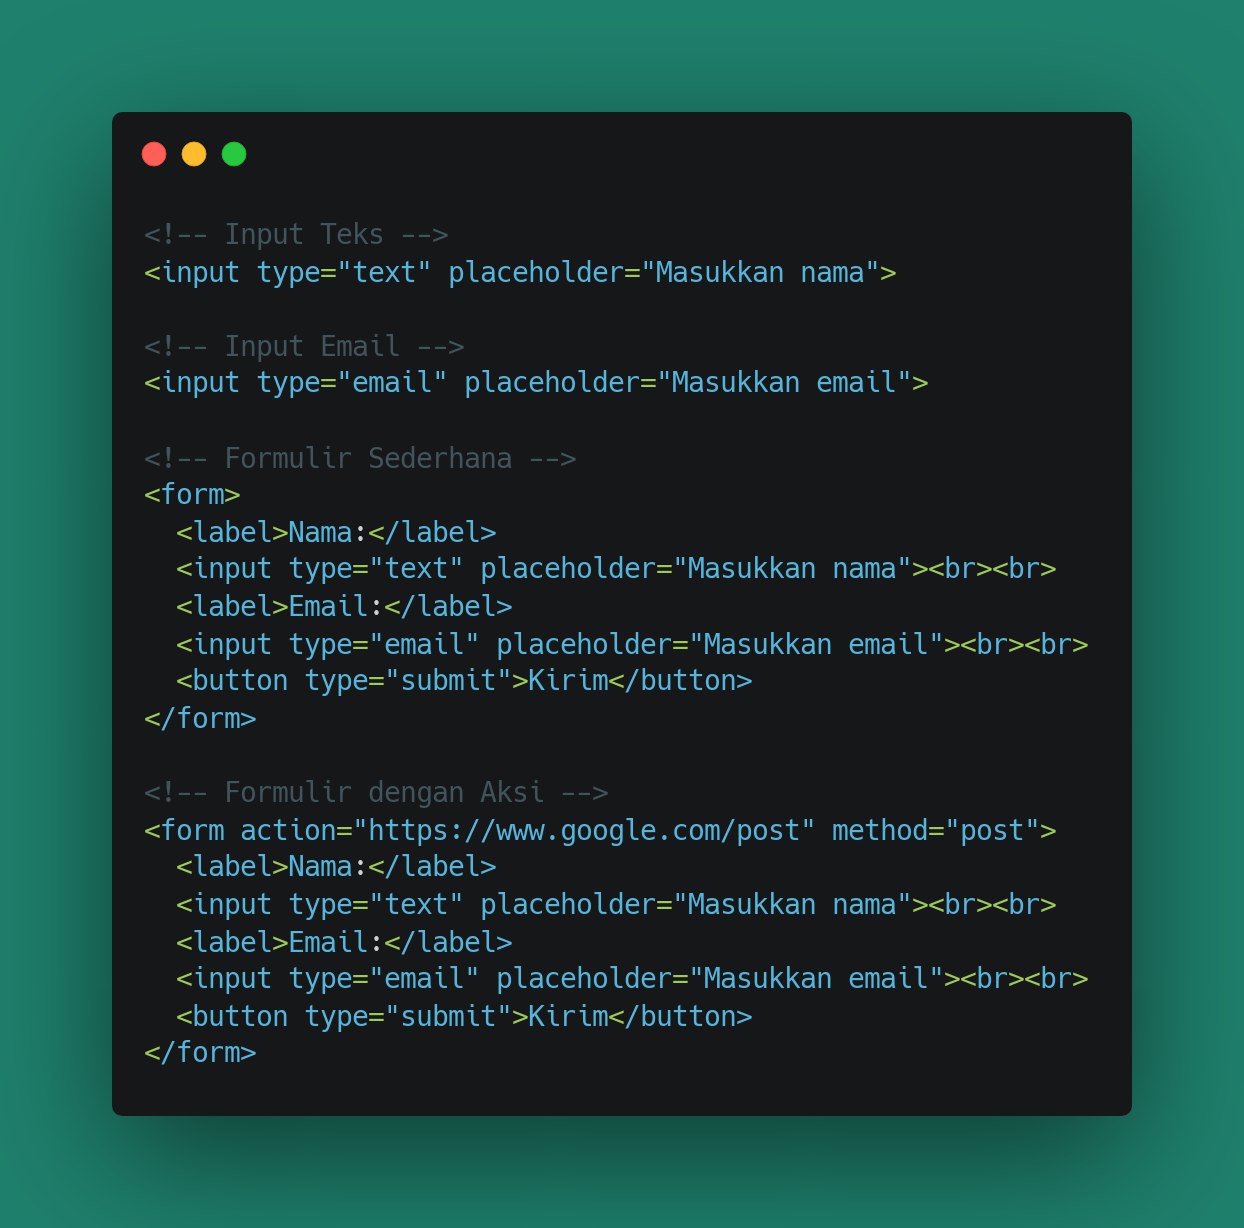 <!-- Input Teks -->
<input type="text" placeholder="Masukkan nama">

<!-- Input Email -->
<input type="email" placeholder="Masukkan email">

<!-- Formulir Sederhana -->
<form>
  <label>Nama:</label>
  <input type="text" placeholder="Masukkan nama"><br><br>
  <label>Email:</label>
  <input type="email" placeholder="Masukkan email"><br><br>
  <button type="submit">Kirim</button>
</form>

<!-- Formulir dengan Aksi -->
<form action="https://www.google.com/post" method="post">
  <label>Nama:</label>
  <input type="text" placeholder="Masukkan nama"><br><br>
  <label>Email:</label>
  <input type="email" placeholder="Masukkan email"><br><br>
  <button type="submit">Kirim</button>
</form>